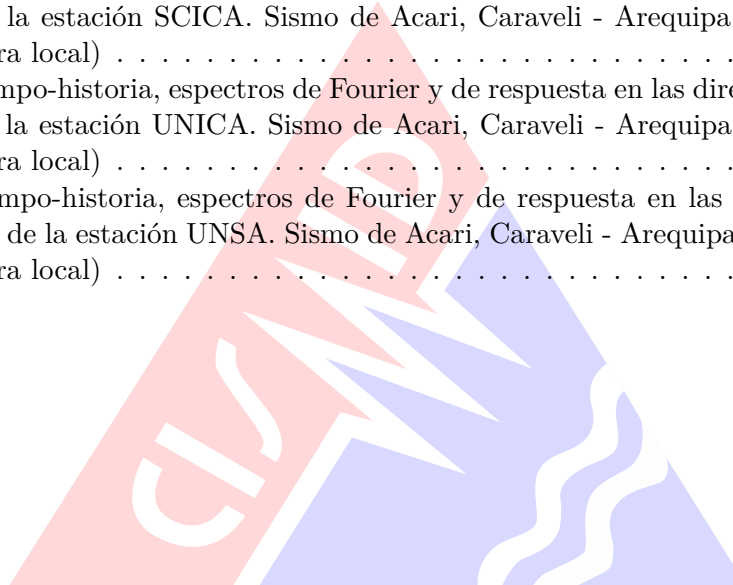 la estación SCICA. Sismo de Acari, Caraveli - Arequipa
ra local) . . . . . . . . . . . . . . . . . . . . . . . . . . . . .
mpo-historia, espectros de Fourier y de respuesta en las dire
la estación UNICA. Sismo de Acari, Caraveli - Arequipa
ra local) . . . . . . . . . . . . . . . . . . . . . . . . . . . . .
mpo-historia, espectros de Fourier y de respuesta en las
de la estación UNSA. Sismo de Acari, Caraveli - Arequipa
ra local) . . . . . . . . . . . . . . . . . . . . . . . . . . . . .
CISMID